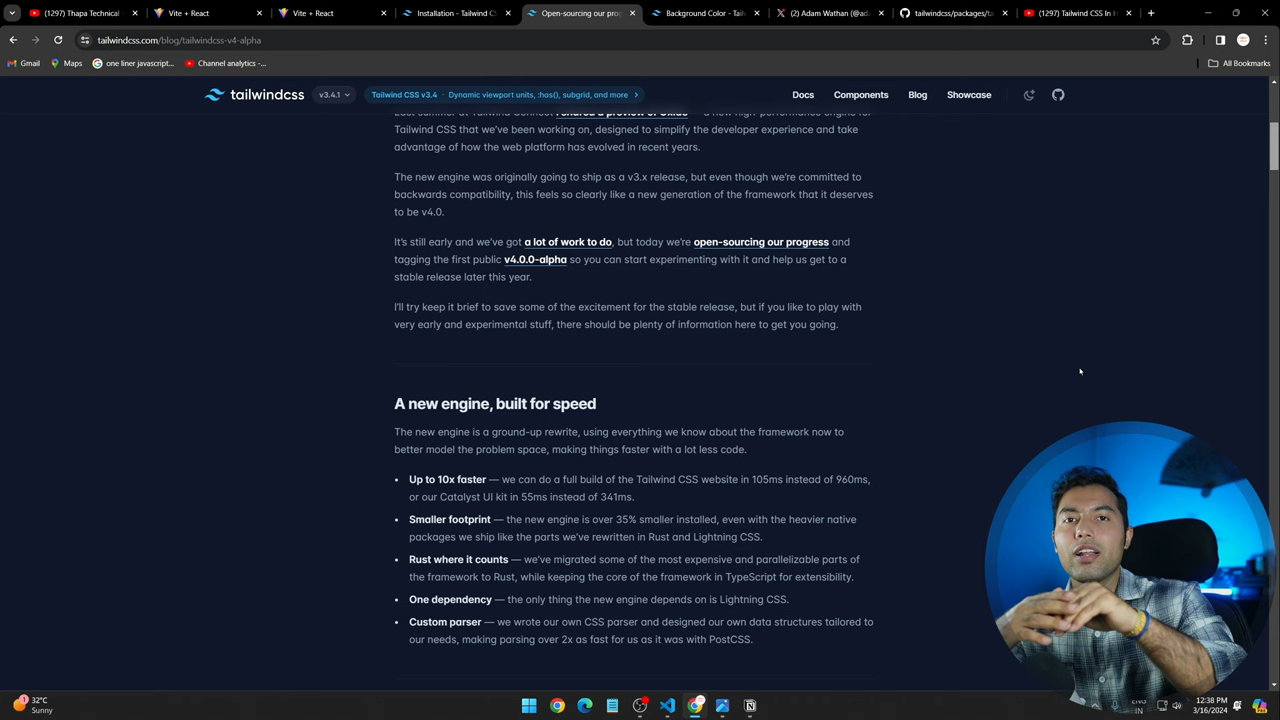 (1297) Thapa Technical
Vite + React
Vite + React
Installation - Tailwind CS
Open-sourcing our prog
Background Color - Tail
(2) Adam Wathan (@ada
tailwindcss/packages/ta
(1297) Tailwind CSS In H
tailwindcss.com/blog/tailwindcss-v4-alpha
Gmail
Maps
one liner javascript...
Channel analytics -...
All Bookmarks
tailwindcss
v3.4.1
Tailwind CSS v3.4 · Dynamic viewport units, :has(), subgrid, and more
Docs
Components
Blog
Showcase
Last summer at Tailwind Connect I shared a preview of Oxide — a new high-performance engine for
Tailwind CSS that we've been working on, designed to simplify the developer experience and take
advantage of how the web platform has evolved in recent years.
The new engine was originally going to ship as a v3.x release, but even though we're committed to
backwards compatibility, this feels so clearly like a new generation of the framework that it deserves
to be v4.0.
It's still early and we've got a lot of work to do, but today we're open-sourcing our progress and
tagging the first public v4.0.0-alpha so you can start experimenting with it and help us get to a
stable release later this year.
I'll try keep it brief to save some of the excitement for the stable release, but if you like to play with
very early and experimental stuff, there should be plenty of information here to get you going.
A new engine, built for speed
The new engine is a ground-up rewrite, using everything we know about the framework now to
better model the problem space, making things faster with a lot less code.
• Up to 10x faster — we can do a full build of the Tailwind CSS website in 105ms instead of 960ms,
or our Catalyst UI kit in 55ms instead of 341ms.
• Smaller footprint — the new engine is over 35% smaller installed, even with the heavier native
packages we ship like the parts we've rewritten in Rust and Lightning CSS.
• Rust where it counts — we've migrated some of the most expensive and parallelizable parts of
the framework to Rust, while keeping the core of the framework in TypeScript for extensibility.
• One dependency — the only thing the new engine depends on is Lightning CSS.
• Custom parser — we wrote our own CSS parser and designed our own data structures tailored to
our needs, making parsing over 2x as fast for us as it was with PostCSS.
1
32°C
Sunny
ENG
IN
12:38 PM
3/16/2024